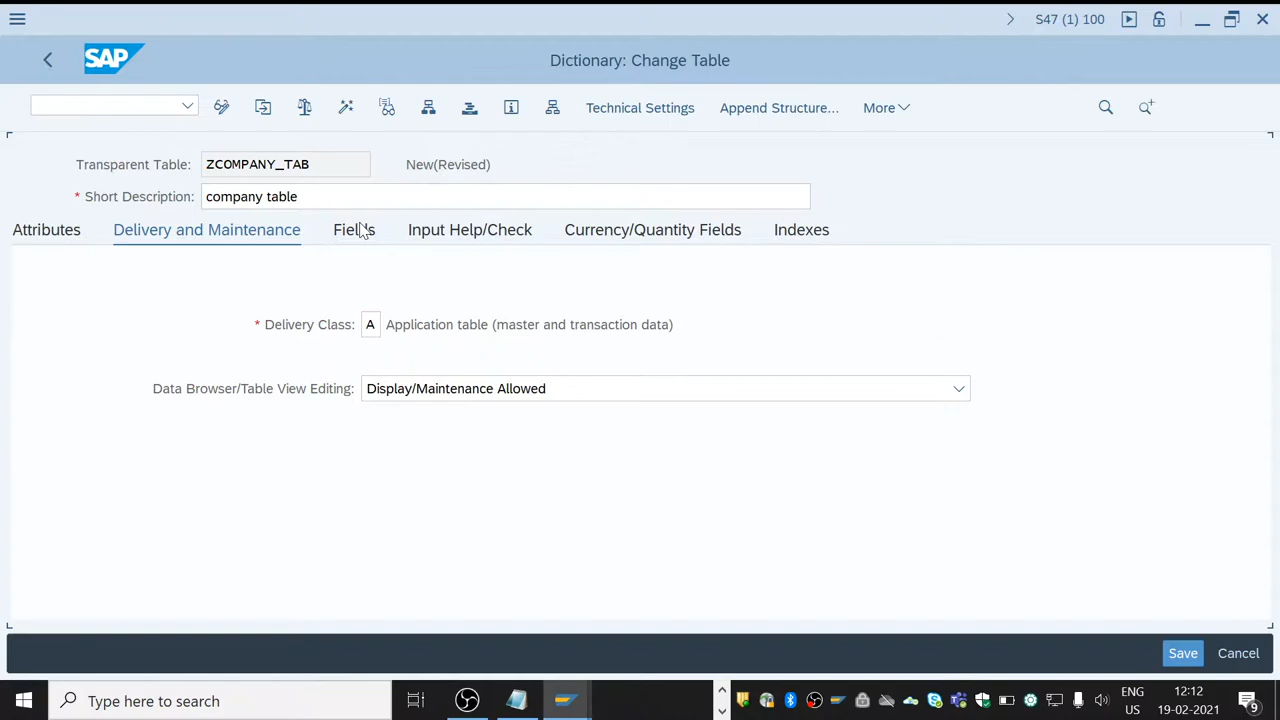 S47 (1) 100
SAP
Dictionary: Change Table
Technical Settings
Append Structure...
More
Transparent Table: ZCOMPANY_TAB New(Revised)
* Short Description: company table
Attributes
Delivery and Maintenance
Fields
Input Help/Check
Currency/Quantity Fields
Indexes
* Delivery Class: A Application table (master and transaction data)
Data Browser/Table View Editing: Display/Maintenance Allowed
Save
Cancel
Type here to search
ENG
US
12:12
19-02-2021
9